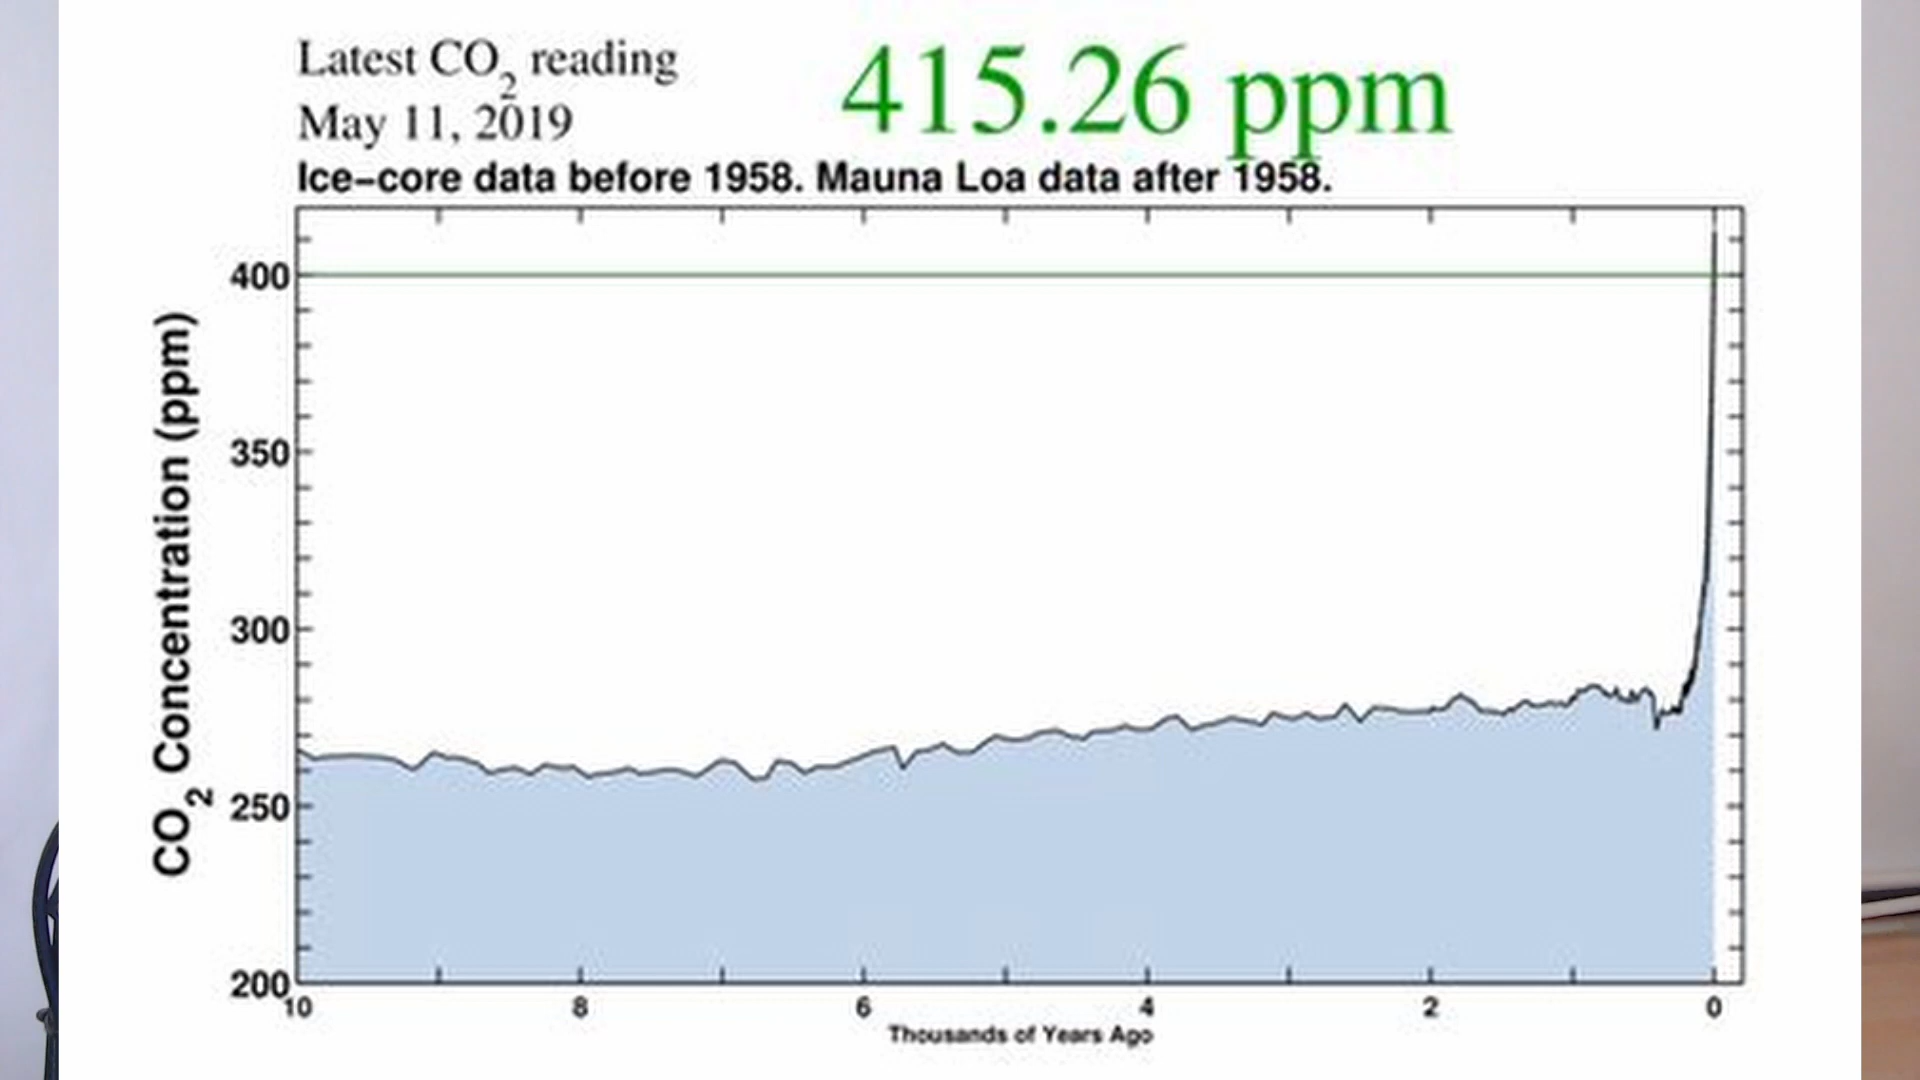 Latest CO2 reading
May 11, 2019
415.26 ppm
Ice-core data before 1958. Mauna Loa data after 1958.
CO2 Concentration (ppm)
400
350
300
250
200
10 8 6 4 2 0
Thousands of Years Ago